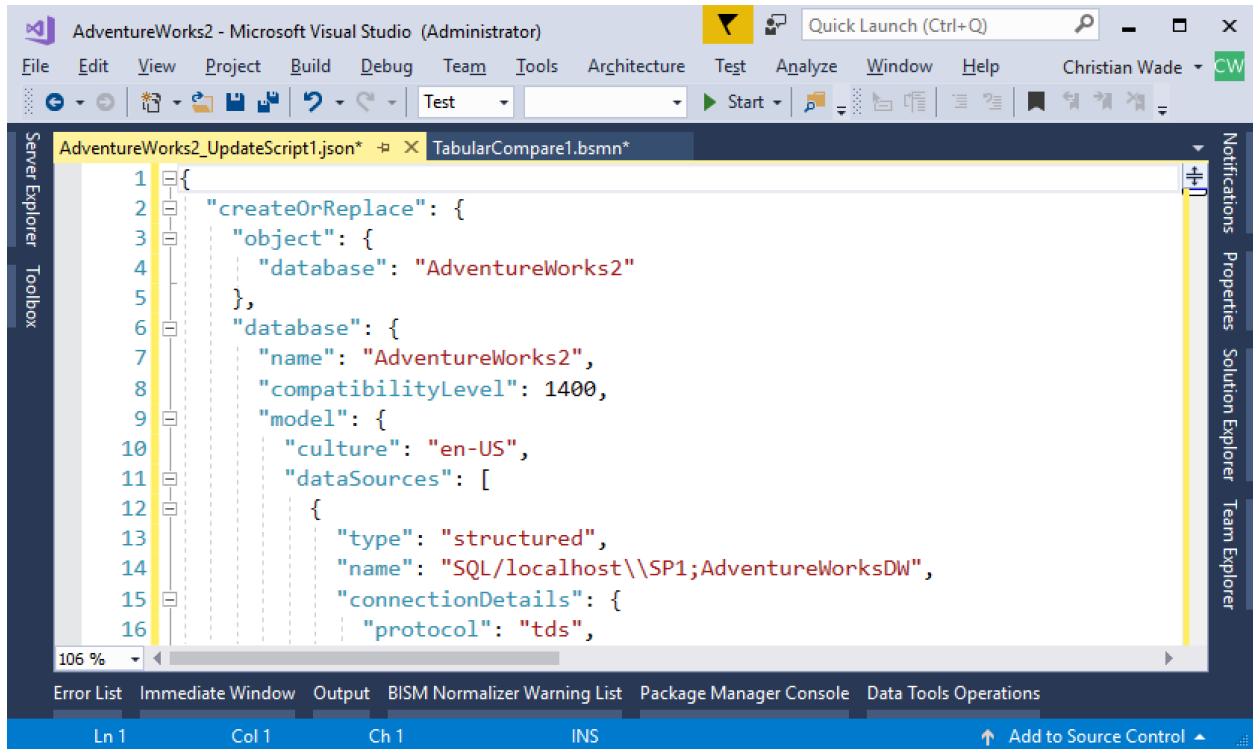 AdventureWorks2 - Microsoft Visual Studio (Administrator)
Quick Launch (Ctrl+Q)
File Edit View Project Build Debug Team Tools Architecture Test Analyze Window Help Christian Wade CW
Test Start
AdventureWorks2_UpdateScript1.json* TabularCompare1.bsmn*
Server Explorer
Toolbox
1 {
2 "createOrReplace": {
3 "object": {
4 "database": "AdventureWorks2"
5 },
6 "database": {
7 "name": "AdventureWorks2",
8 "compatibilityLevel": 1400,
9 "model": {
10 "culture": "en-US",
11 "dataSources": [
12 {
13 "type": "structured",
14 "name": "SQL/localhost\\SP1;AdventureWorksDW",
15 "connectionDetails": {
16 "protocol": "tds",
Notifications
Properties
Solution Explorer
Team Explorer
106 %
Error List Immediate Window Output BISM Normalizer Warning List Package Manager Console Data Tools Operations
Ln 1 Col 1 Ch 1 INS Add to Source Control